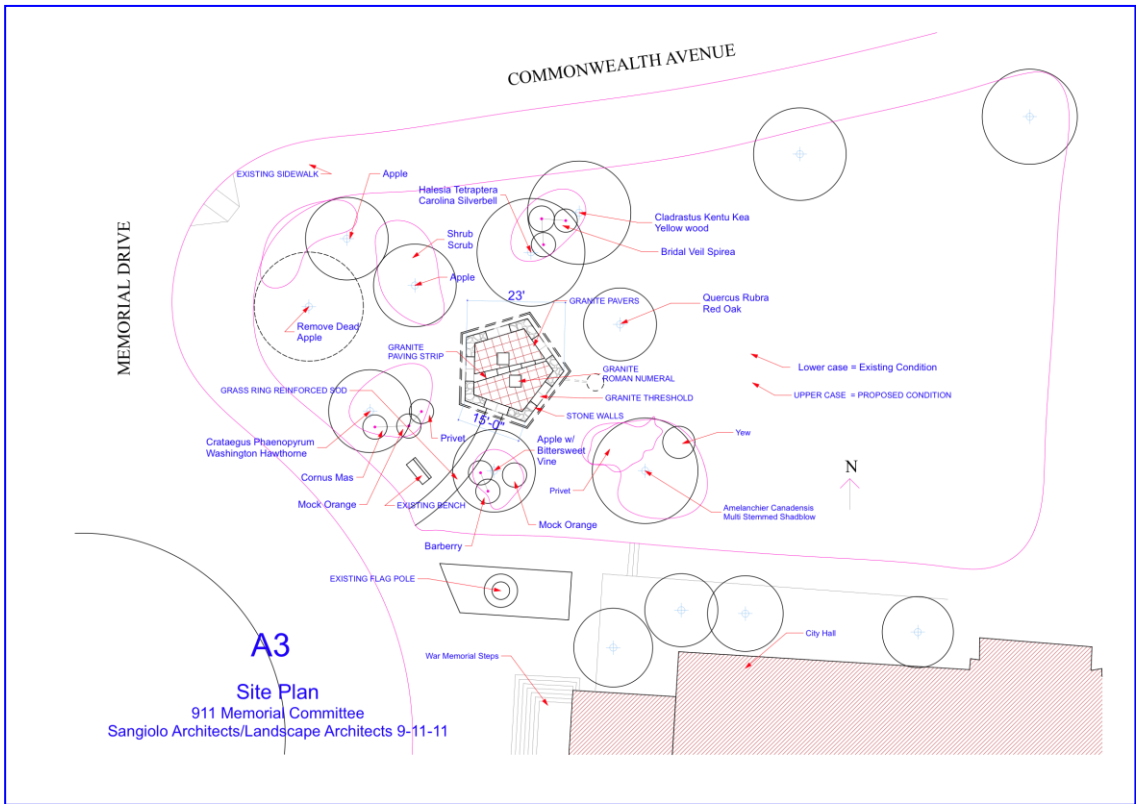 COMMONWEALTH AVENUE
MEMORIAL DRIVE
EXISTING SIDEWALK
Apple
Halesla Tetraptera
Carolina Silverbell
Cladrastus Kentu Kea
Yellow wood
Bridal Veil Spirea
Shrub
Scrub
Apple
Remove Dead
Apple
23'
GRANITE PAVERS
Quercus Rubra
Red Oak
GRANITE
PAVING STRIP
GRANITE
ROMAN NUMERAL
GRASS RING REINFORCED SOD
GRANITE THRESHOLD
STONE WALLS
15'-0"
Lower case = Existing Condition
UPPER CASE = PROPOSED CONDITION
Crataegus Phaenopyrum
Washington Hawthorne
Privet
Apple w/
Bittersweet
Vine
Yew
Cornus Mas
Mock Orange
EXISTING BENCH
Privet
Mock Orange
Barberry
Amelanchier Canadensis
Multi Stemmed Shadblow
N
EXISTING FLAG POLE
City Hall
War Memorial Steps
A3
Site Plan
911 Memorial Committee
Sangiolo Architects/Landscape Architects 9-11-11